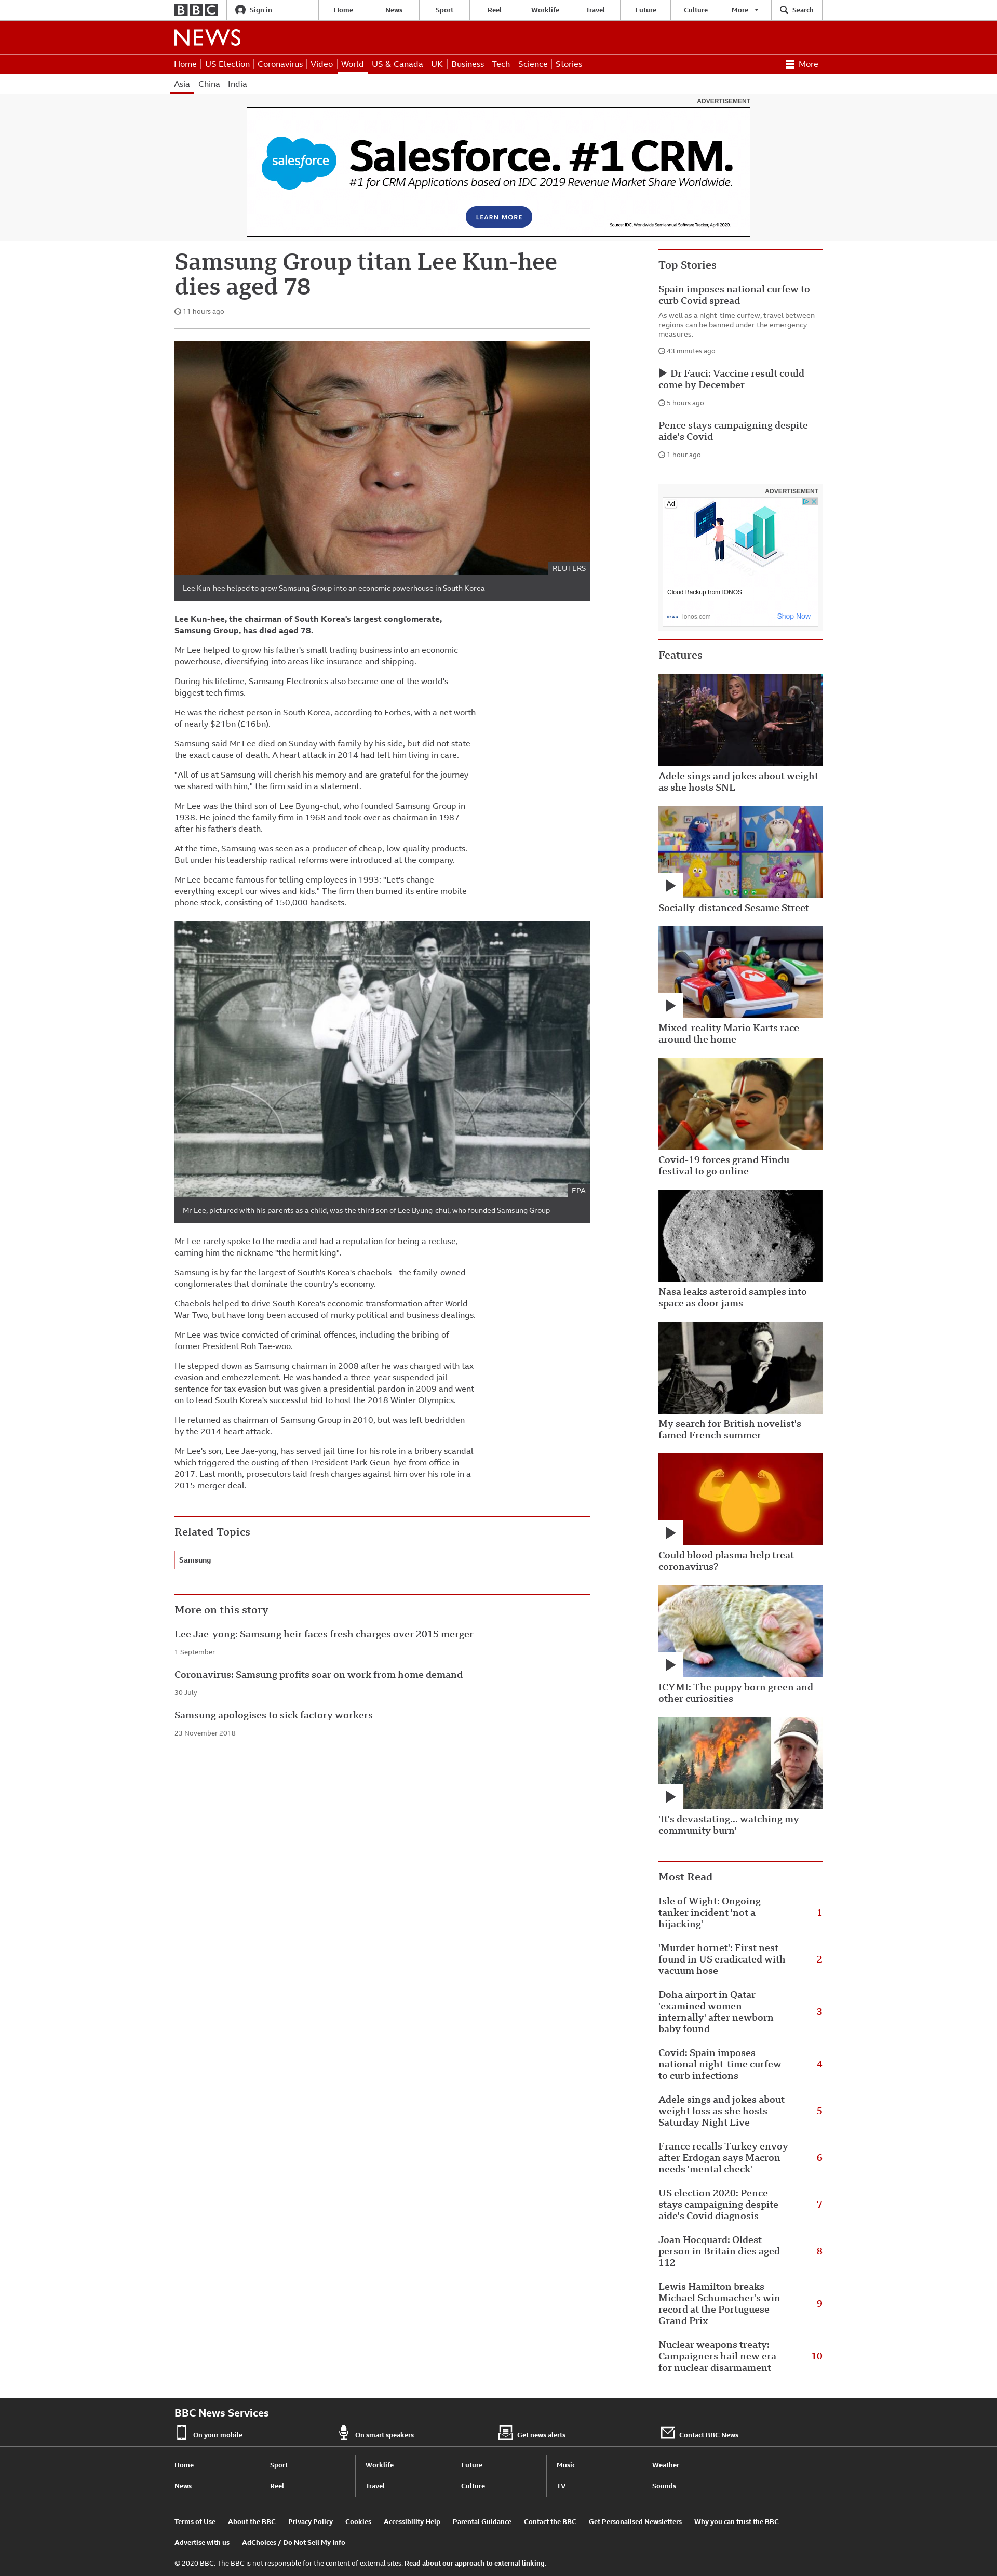 BBC
Sign in
Home
News
Sport
Reel
Worklife
Travel
Future
Culture
More
Search
NEWS
Home
US Election
Coronavirus
Video
World
US & Canada
UK
Business
Tech
Science
Stories
More
Asia
China
India
ADVERTISEMENT
salesforce
Salesforce. #1 CRM.
#1 for CRM Applications based on IDC 2019 Revenue Market Share Worldwide.
LEARN MORE
Source: IDC, Worldwide Semiannual Software Tracker, April 2020.
Samsung Group titan Lee Kun-hee
dies aged 78
11 hours ago
REUTERS
Lee Kun-hee helped to grow Samsung Group into an economic powerhouse in South Korea
Lee Kun-hee, the chairman of South Korea's largest conglomerate,
Samsung Group, has died aged 78.
Mr Lee helped to grow his father's small trading business into an economic
powerhouse, diversifying into areas like insurance and shipping.
During his lifetime, Samsung Electronics also became one of the world's
biggest tech firms.
He was the richest person in South Korea, according to Forbes, with a net worth
of nearly $21bn (£16bn).
Samsung said Mr Lee died on Sunday with family by his side, but did not state
the exact cause of death. A heart attack in 2014 had left him living in care.
"All of us at Samsung will cherish his memory and are grateful for the journey
we shared with him," the firm said in a statement.
Mr Lee was the third son of Lee Byung-chul, who founded Samsung Group in
1938. He joined the family firm in 1968 and took over as chairman in 1987
after his father's death.
At the time, Samsung was seen as a producer of cheap, low-quality products.
But under his leadership radical reforms were introduced at the company.
Mr Lee became famous for telling employees in 1993: "Let's change
everything except our wives and kids." The firm then burned its entire mobile
phone stock, consisting of 150,000 handsets.
EPA
Mr Lee, pictured with his parents as a child, was the third son of Lee Byung-chul, who founded Samsung Group
Mr Lee rarely spoke to the media and had a reputation for being a recluse,
earning him the nickname "the hermit king".
Samsung is by far the largest of South's Korea's chaebols - the family-owned
conglomerates that dominate the country's economy.
Chaebols helped to drive South Korea's economic transformation after World
War Two, but have long been accused of murky political and business dealings.
Mr Lee was twice convicted of criminal offences, including the bribing of
former President Roh Tae-woo.
He stepped down as Samsung chairman in 2008 after he was charged with tax
evasion and embezzlement. He was handed a three-year suspended jail
sentence for tax evasion but was given a presidential pardon in 2009 and went
on to lead South Korea's successful bid to host the 2018 Winter Olympics.
He returned as chairman of Samsung Group in 2010, but was left bedridden
by the 2014 heart attack.
Mr Lee's son, Lee Jae-yong, has served jail time for his role in a bribery scandal
which triggered the ousting of then-President Park Geun-hye from office in
2017. Last month, prosecutors laid fresh charges against him over his role in a
2015 merger deal.
Related Topics
Samsung
More on this story
Lee Jae-yong: Samsung heir faces fresh charges over 2015 merger
1 September
Coronavirus: Samsung profits soar on work from home demand
30 July
Samsung apologises to sick factory workers
23 November 2018
Top Stories
Spain imposes national curfew to
curb Covid spread
As well as a night-time curfew, travel between
regions can be banned under the emergency
measures.
43 minutes ago
Dr Fauci: Vaccine result could
come by December
5 hours ago
Pence stays campaigning despite
aide's Covid
1 hour ago
ADVERTISEMENT
Ad
Cloud Backup from IONOS
ionos.com
Shop Now
Features
Adele sings and jokes about weight
as she hosts SNL
Socially-distanced Sesame Street
Mixed-reality Mario Karts race
around the home
Covid-19 forces grand Hindu
festival to go online
Nasa leaks asteroid samples into
space as door jams
My search for British novelist's
famed French summer
Could blood plasma help treat
coronavirus?
ICYMI: The puppy born green and
other curiosities
'It's devastating... watching my
community burn'
Most Read
Isle of Wight: Ongoing
tanker incident 'not a
hijacking'
1
'Murder hornet': First nest
found in US eradicated with
vacuum hose
2
Doha airport in Qatar
'examined women
internally' after newborn
baby found
3
Covid: Spain imposes
national night-time curfew
to curb infections
4
Adele sings and jokes about
weight loss as she hosts
Saturday Night Live
5
France recalls Turkey envoy
after Erdogan says Macron
needs 'mental check'
6
US election 2020: Pence
stays campaigning despite
aide's Covid diagnosis
7
Joan Hocquard: Oldest
person in Britain dies aged
112
8
Lewis Hamilton breaks
Michael Schumacher's win
record at the Portuguese
Grand Prix
9
Nuclear weapons treaty:
Campaigners hail new era
for nuclear disarmament
10
BBC News Services
On your mobile
On smart speakers
Get news alerts
Contact BBC News
Home
Sport
Worklife
Future
Music
Weather
News
Reel
Travel
Culture
TV
Sounds
Terms of Use
About the BBC
Privacy Policy
Cookies
Accessibility Help
Parental Guidance
Contact the BBC
Get Personalised Newsletters
Why you can trust the BBC
Advertise with us
AdChoices / Do Not Sell My Info
© 2020 BBC. The BBC is not responsible for the content of external sites. Read about our approach to external linking.